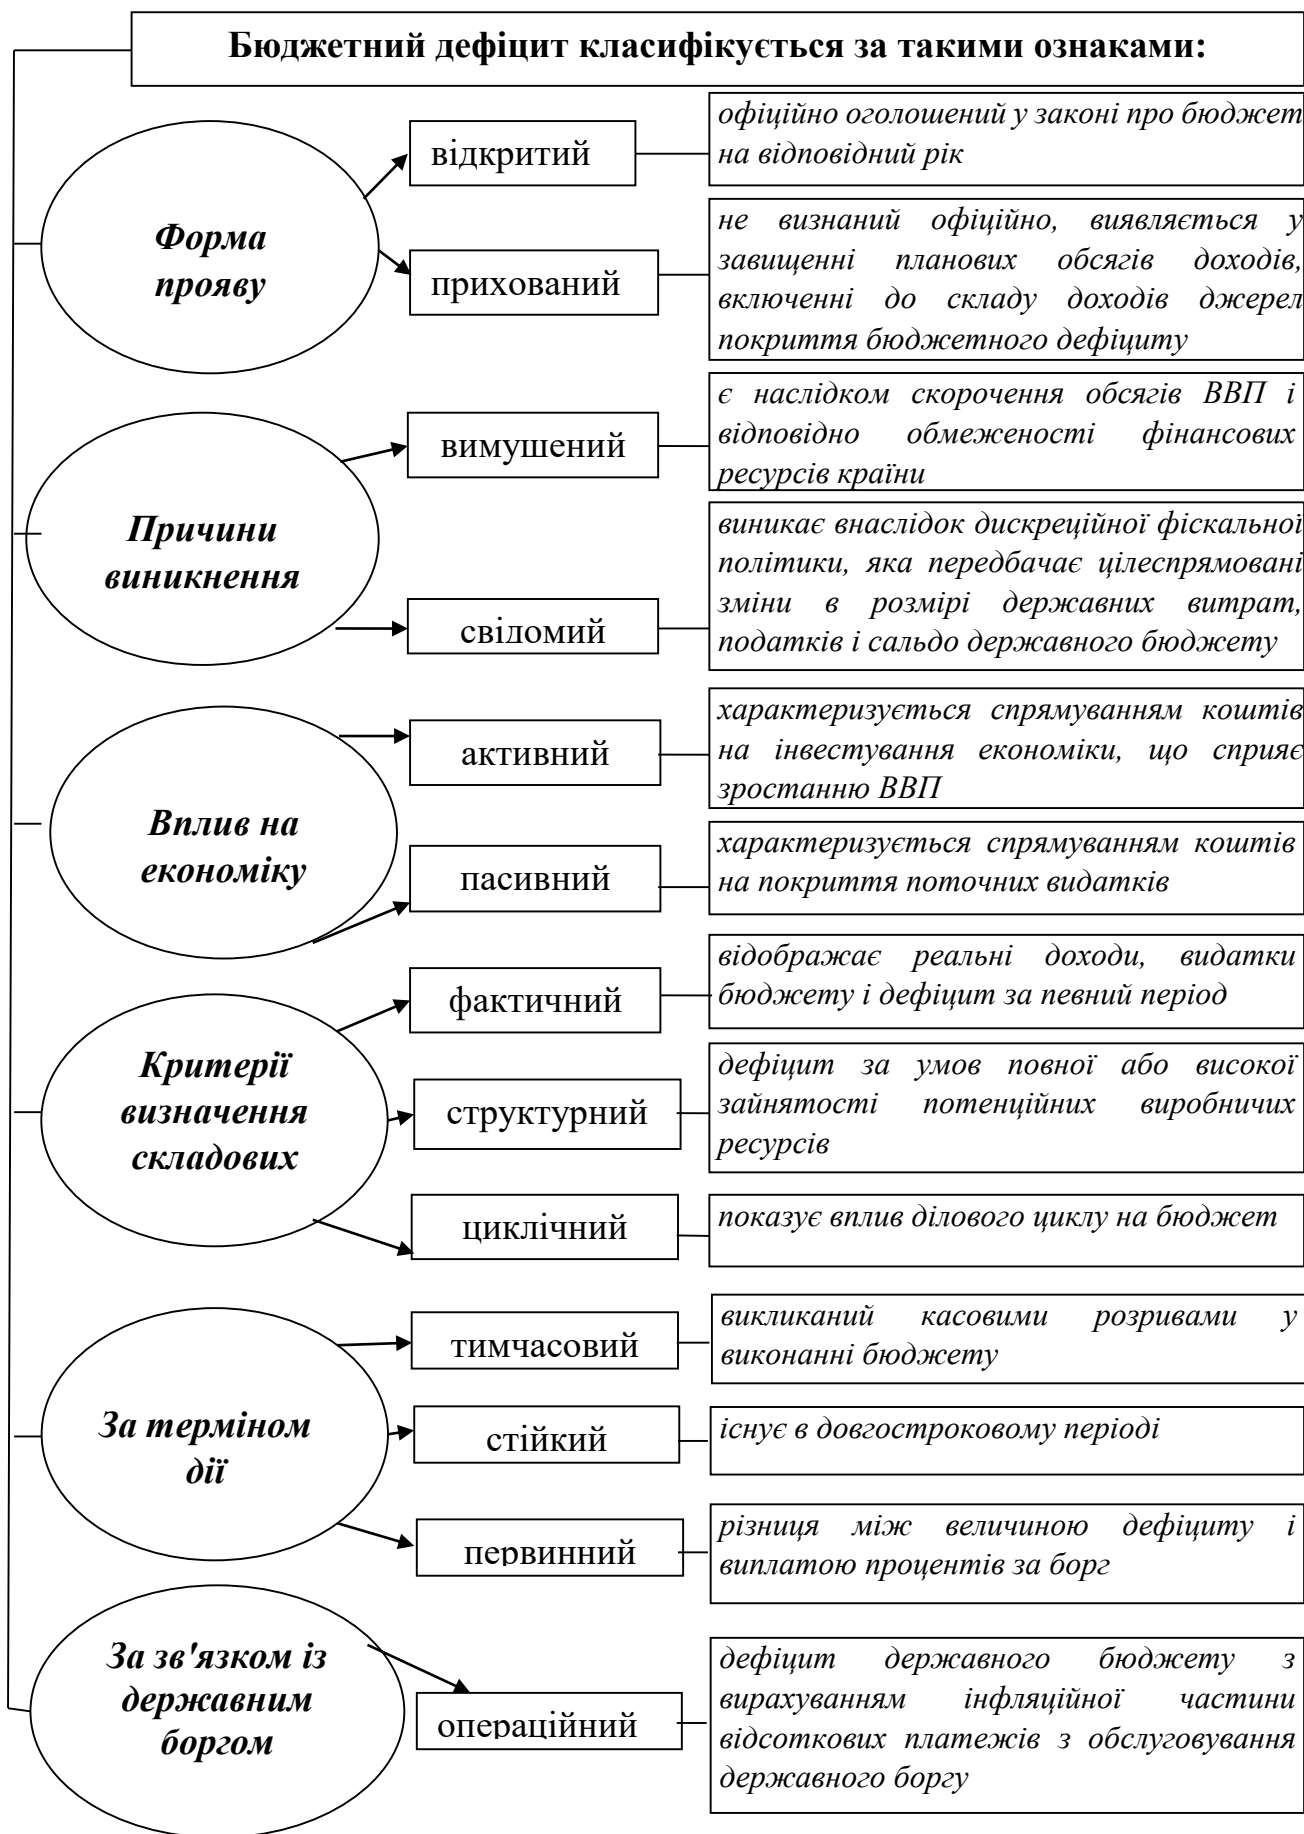 Бюджетний дефіцит класифікується за такими ознаками:
Форма
прояву
відкритий
офіційно оголошений у законі про бюджет
на відповідний рік
прихований
не визнаний офіційно, виявляється у
завищенні планових обсягів доходів,
включенні до складу доходів джерел
покриття бюджетного дефіциту
Причини
виникнення
вимушений
є наслідком скорочення обсягів ВВП і
відповідно обмеженості фінансових
ресурсів країни
свідомий
виникає внаслідок дискреційної фіскальної
політики, яка передбачає цілеспрямовані
зміни в розмірі державних витрат,
податків і сальдо державного бюджету
Вплив на
економіку
активний
характеризується спрямуванням коштів
на інвестування економіки, що сприяє
зростанню ВВП
пасивний
характеризується спрямуванням коштів
на покриття поточних видатків
Критерії
визначення
складових
фактичний
відображає реальні доходи, видатки
бюджету і дефіцит за певний період
структурний
дефіцит за умов повної або високої
зайнятості потенційних виробничих
ресурсів
циклічний
показує вплив ділового циклу на бюджет
За терміном
дії
тимчасовий
викликаний касовими розривами у
виконанні бюджету
стійкий
існує в довгостроковому періоді
первинний
різниця між величиною дефіциту і
виплатою процентів за борг
За зв'язком із
державним
боргом
операційний
дефіцит державного бюджету з
вирахуванням інфляційної частини
відсоткових платежів з обслуговування
державного боргу